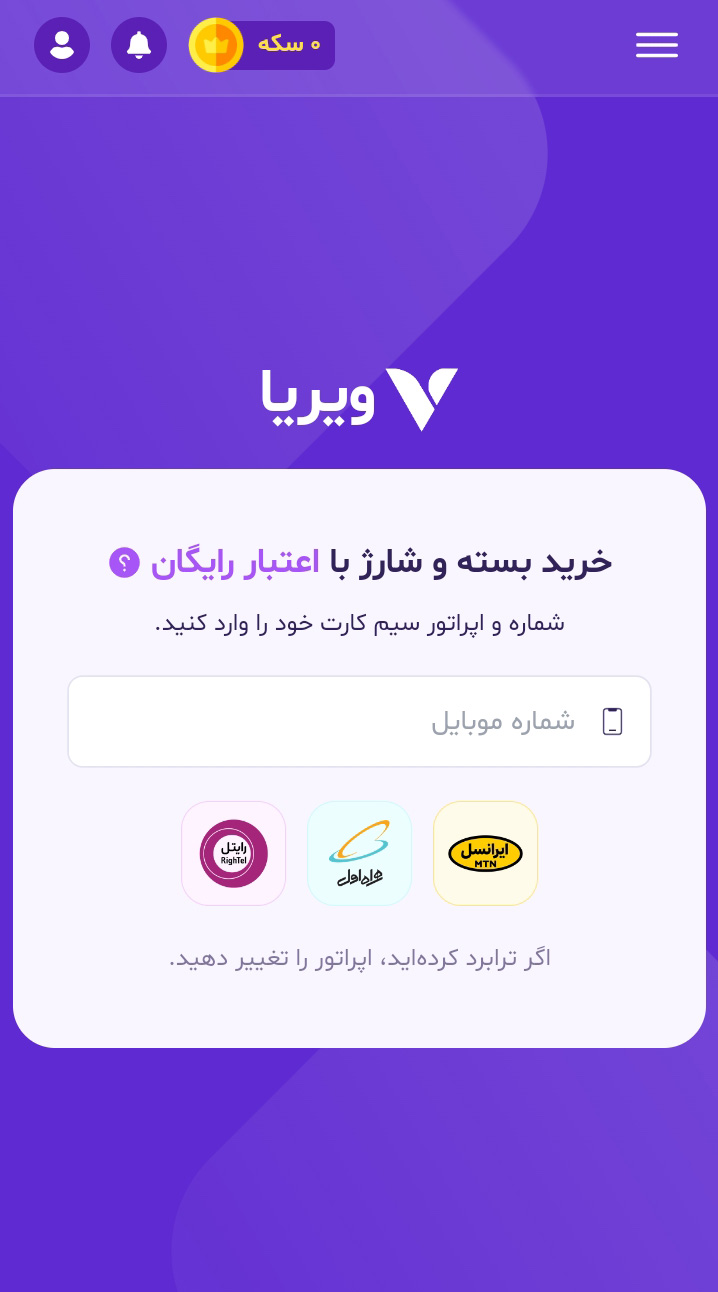 ۰ سکه
ویریا
خرید بسته و شارژ با اعتبار رایگان ؟
شماره و اپراتور سیم کارت خود را وارد کنید.
شماره موبایل
ایرانسل
MTN
همراه اول
رایتل
RighTel
اگر ترابرد کرده‌اید، اپراتور را تغییر دهید.